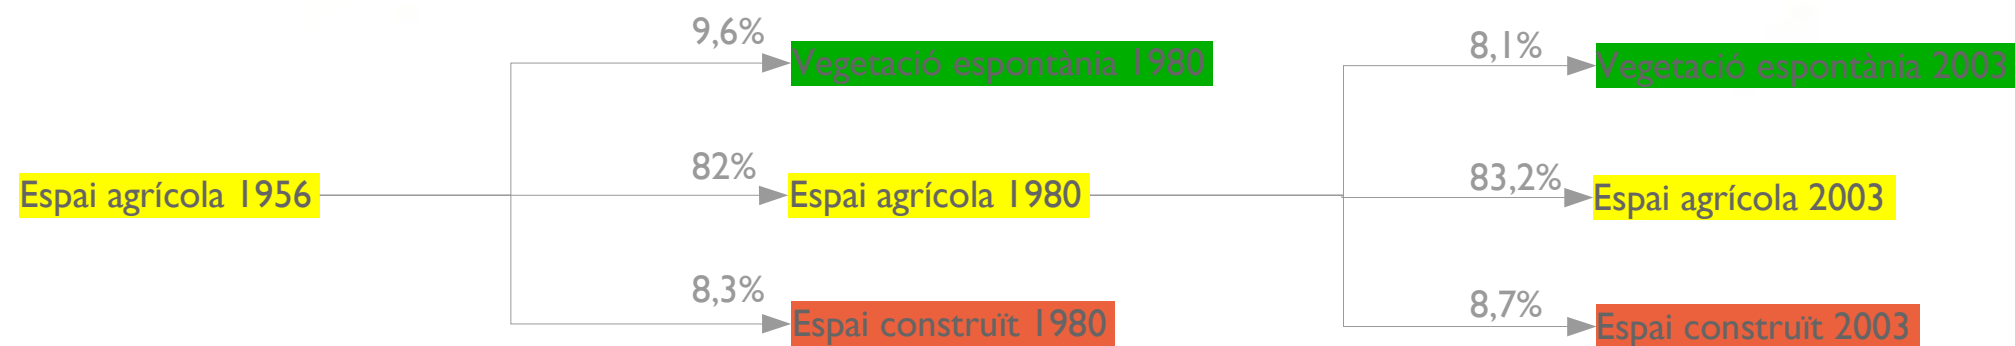 9,6%
Vegetació espontània 1980
8,1%
Vegetació espontània 2003
Espai agrícola 1956
82%
Espai agrícola 1980
83,2%
Espai agrícola 2003
8,3%
Espai construït 1980
8,7%
Espai construït 2003